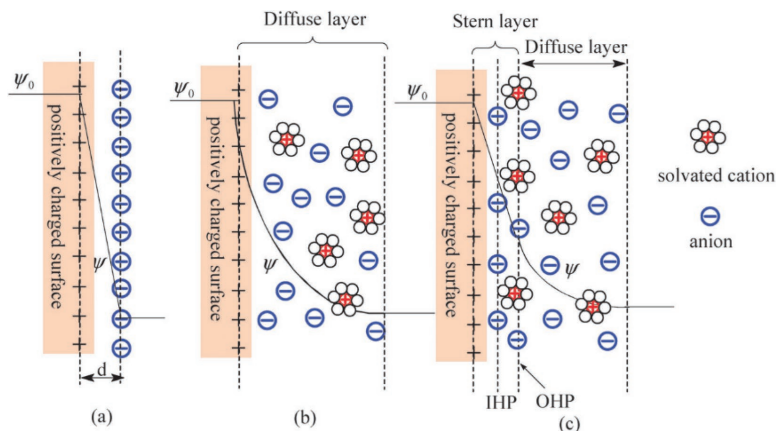 Diffuse layer
Stern layer
Diffuse layer
ψ₀
ψ₀
ψ₀
positively charged surface
positively charged surface
positively charged surface
ψ
ψ
ψ
solvated cation
anion
d
IHP
OHP
(a)
(b)
(c)